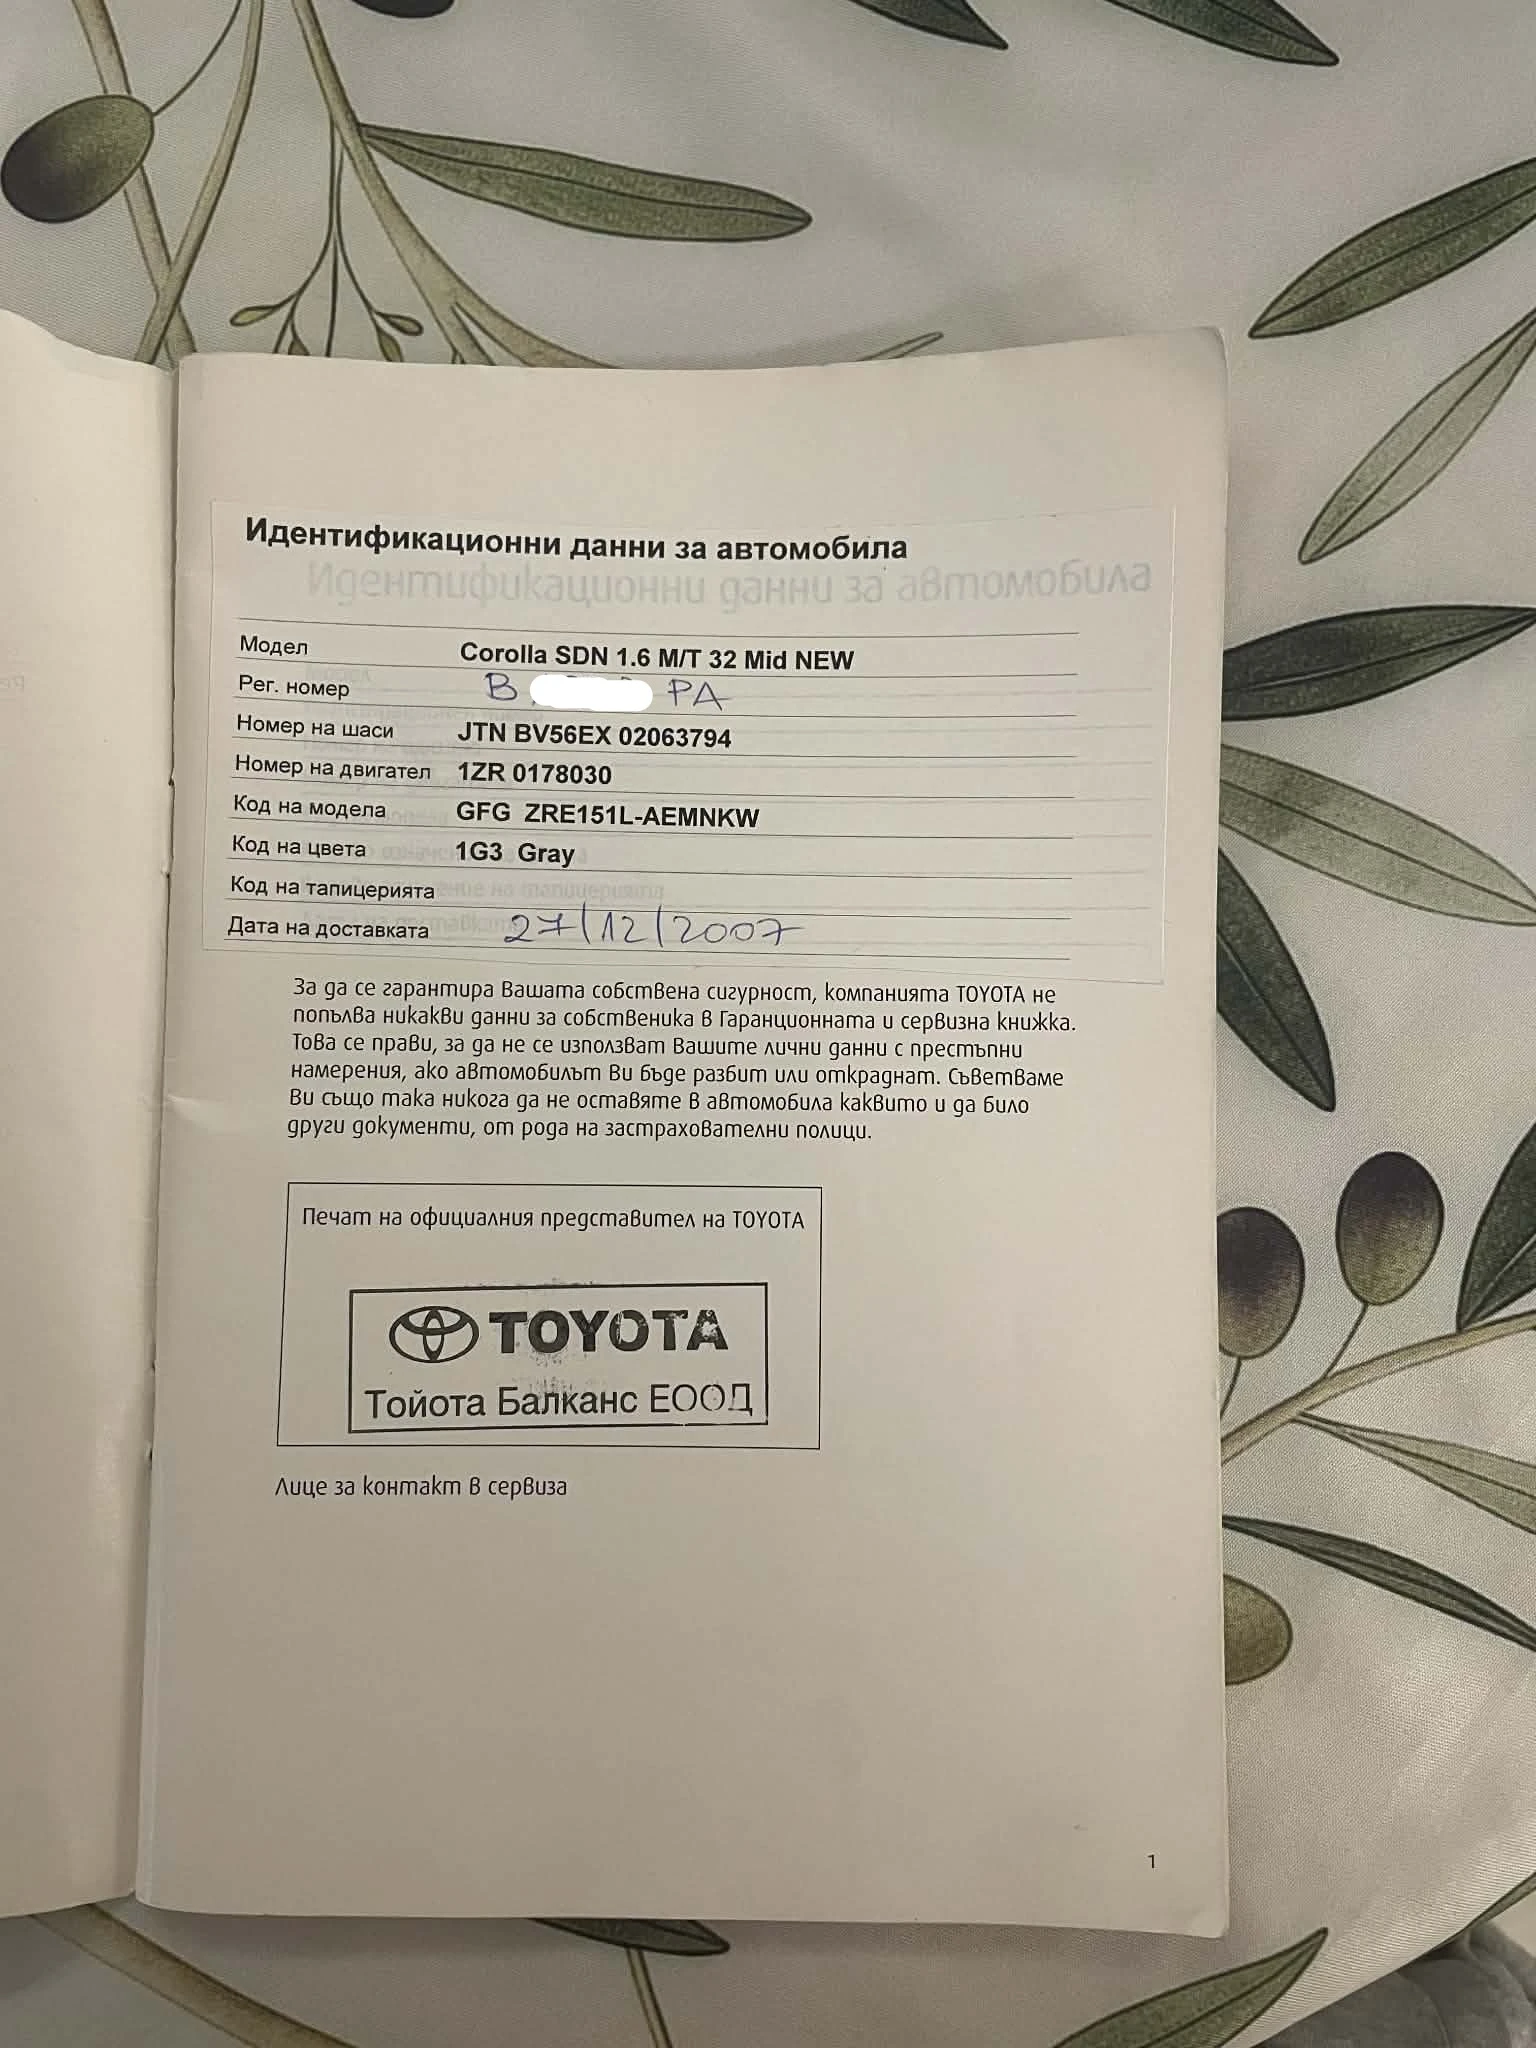 Идентификационни данни за автомобила
Идентификационни данни за автомобила
Модел Corolla SDN 1.6 M/T 32 Mid NEW
Рег. номер B PA
Номер на шаси JTN BV56EX 02063794
Номер на двигател 1ZR 0178030
Код на модела GFG ZRE151L-AEMNKW
Код на цвета 1G3 Gray
Код на тапицерията
Дата на доставката 27/12/2007
За да се гарантира Вашата собствена сигурност, компанията TOYOTA не
попълва никакви данни за собственика в Гаранционната и сервизна книжка.
Това се прави, за да не се използват Вашите лични данни с престъпни
намерения, ако автомобилът Ви бъде разбит или откраднат. Съветваме
Ви също така никога да не оставяте в автомобила каквито и да било
други документи, от рода на застрахователни полици.
Печат на официалния представител на TOYOTA
TOYOTA
Тойота Балканс ЕООД
Лице за контакт в сервиза
1